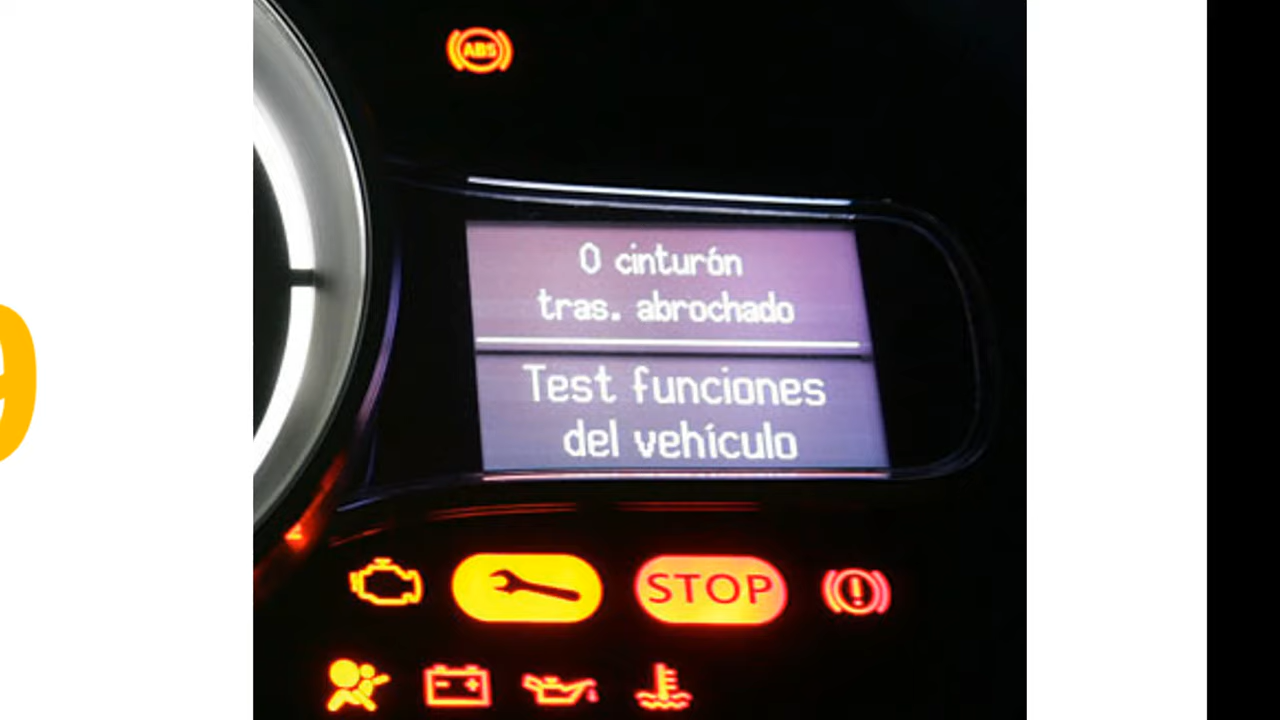 ABS
0 cinturón
tras. abrochado
Test funciones
del vehículo
STOP